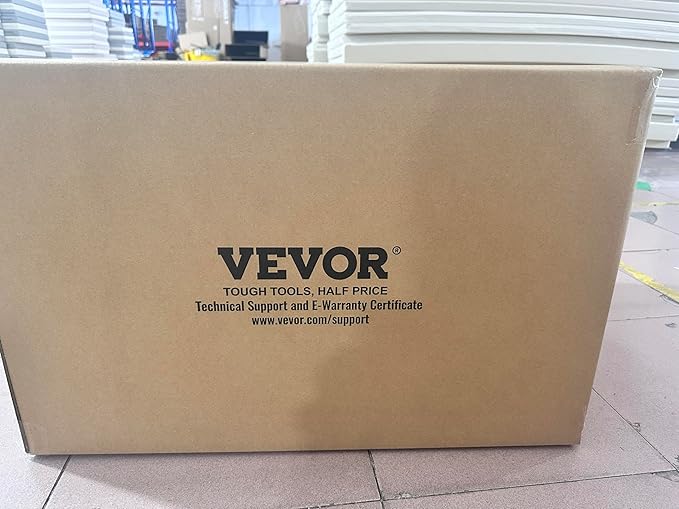 VEVOR®
TOUGH TOOLS, HALF PRICE
Technical Support and E-Warranty Certificate
www.vevor.com/support